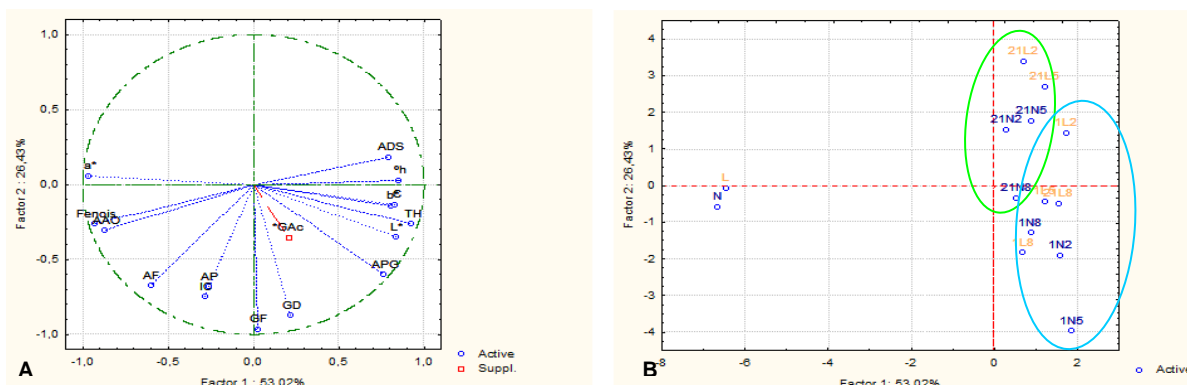 1,0
0,5
0,0
-0,5
-1,0
Factor 2 : 26,43%
ADS
°h
a*
b*
TH
Fenois
AAO
*GAc
L*
AF
AP
APG
GD
GF
-1,0
-0,5
0,0
0,5
1,0
Factor 1 : 53,02%
A
Active
Suppl.
4
3
2
1
0
-1
-2
-3
-4
Factor 2: 26,43%
21L2
21L5
21N5
21N2
1L2
L
N
21N8
21L8
1N8
1L8
1N2
1N5
-8
-6
-4
-2
0
2
Factor 1: 53,02%
B
Active